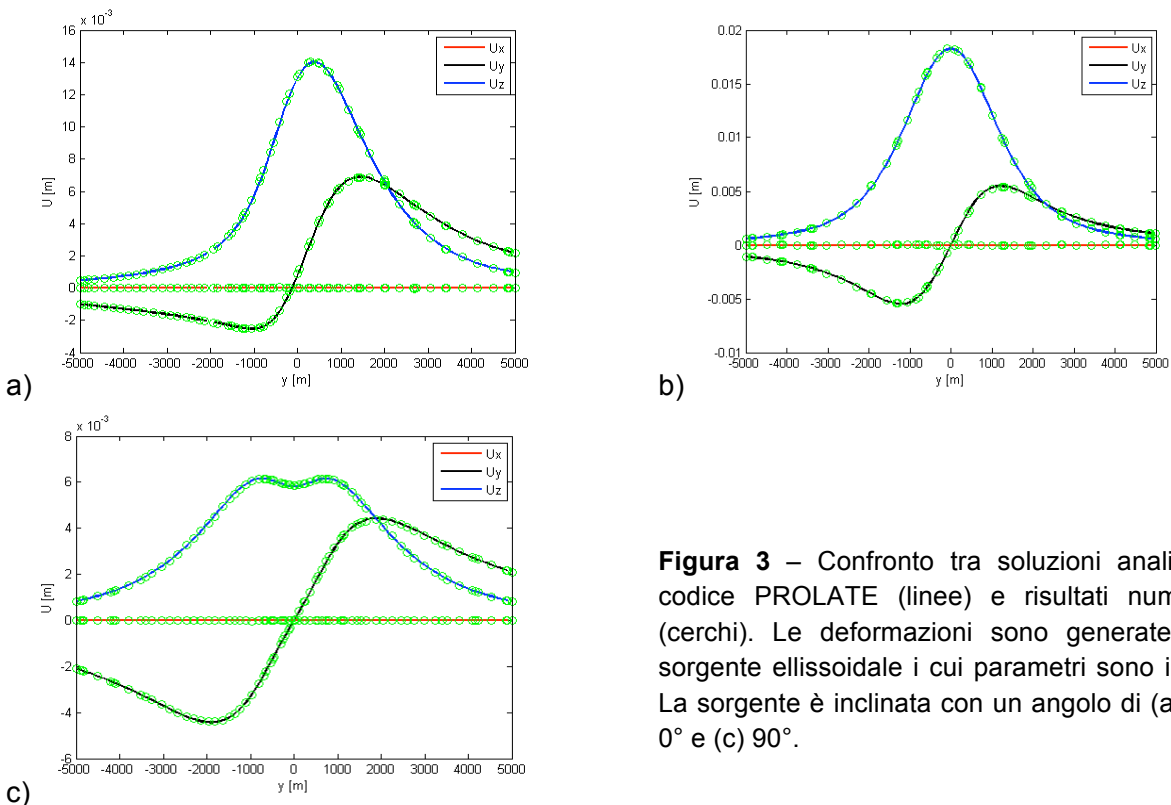 x 10⁻³
16
14
12
10
8
6
4
2
0
-2
-4
U [m]
-5000 -4000 -3000 -2000 -1000 0 1000 2000 3000 4000 5000
y [m]
Ux
Uy
Uz
a)
0.02
0.015
0.01
0.005
0
-0.005
-0.01
U [m]
-5000 -4000 -3000 -2000 -1000 0 1000 2000 3000 4000 5000
y [m]
Ux
Uy
Uz
b)
x 10⁻³
8
6
4
2
0
-2
-4
-6
U [m]
-5000 -4000 -3000 -2000 -1000 0 1000 2000 3000 4000 5000
y [m]
Ux
Uy
Uz
c)
Figura 3 – Confronto tra soluzioni anali
codice PROLATE (linee) e risultati num
(cerchi). Le deformazioni sono generate
sorgente ellissoidale i cui parametri sono i
La sorgente è inclinata con un angolo di (a
0° e (c) 90°.